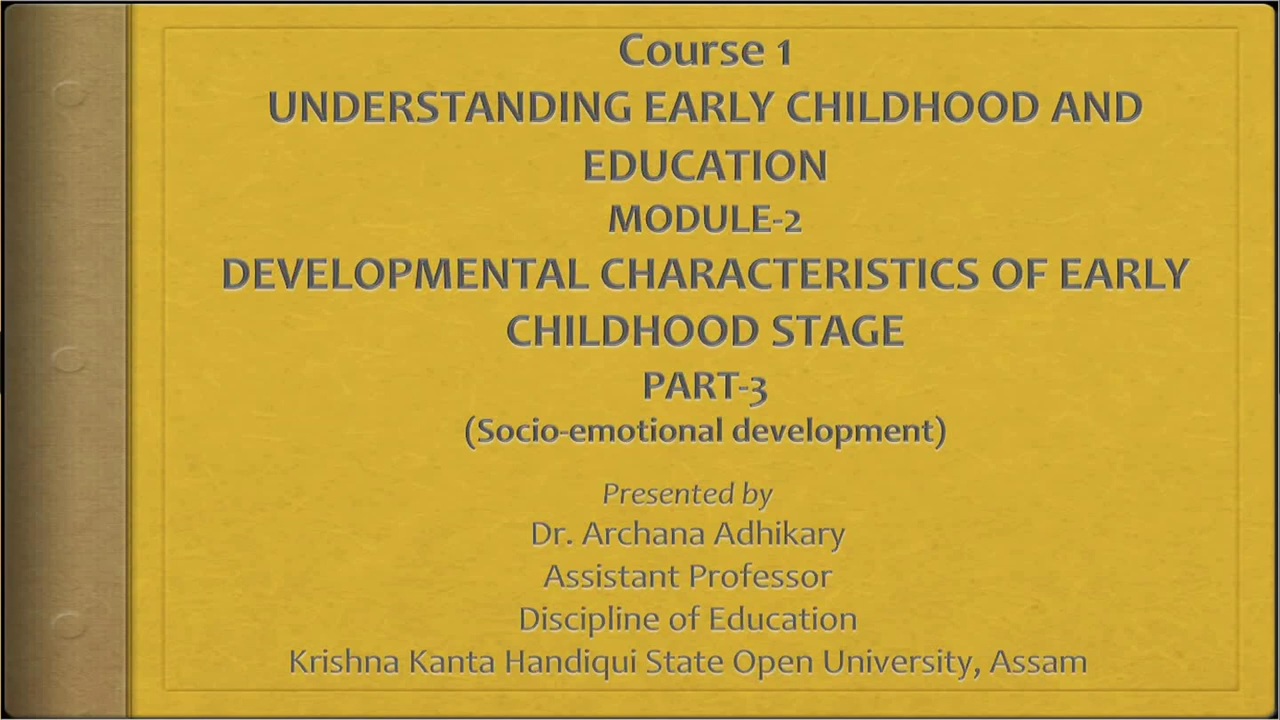 Course 1
UNDERSTANDING EARLY CHILDHOOD AND
EDUCATION
MODULE-2
DEVELOPMENTAL CHARACTERISTICS OF EARLY
CHILDHOOD STAGE
PART-3
(Socio-emotional development)
Presented by
Dr. Archana Adhikary
Assistant Professor
Discipline of Education
Krishna Kanta Handiqui State Open University, Assam